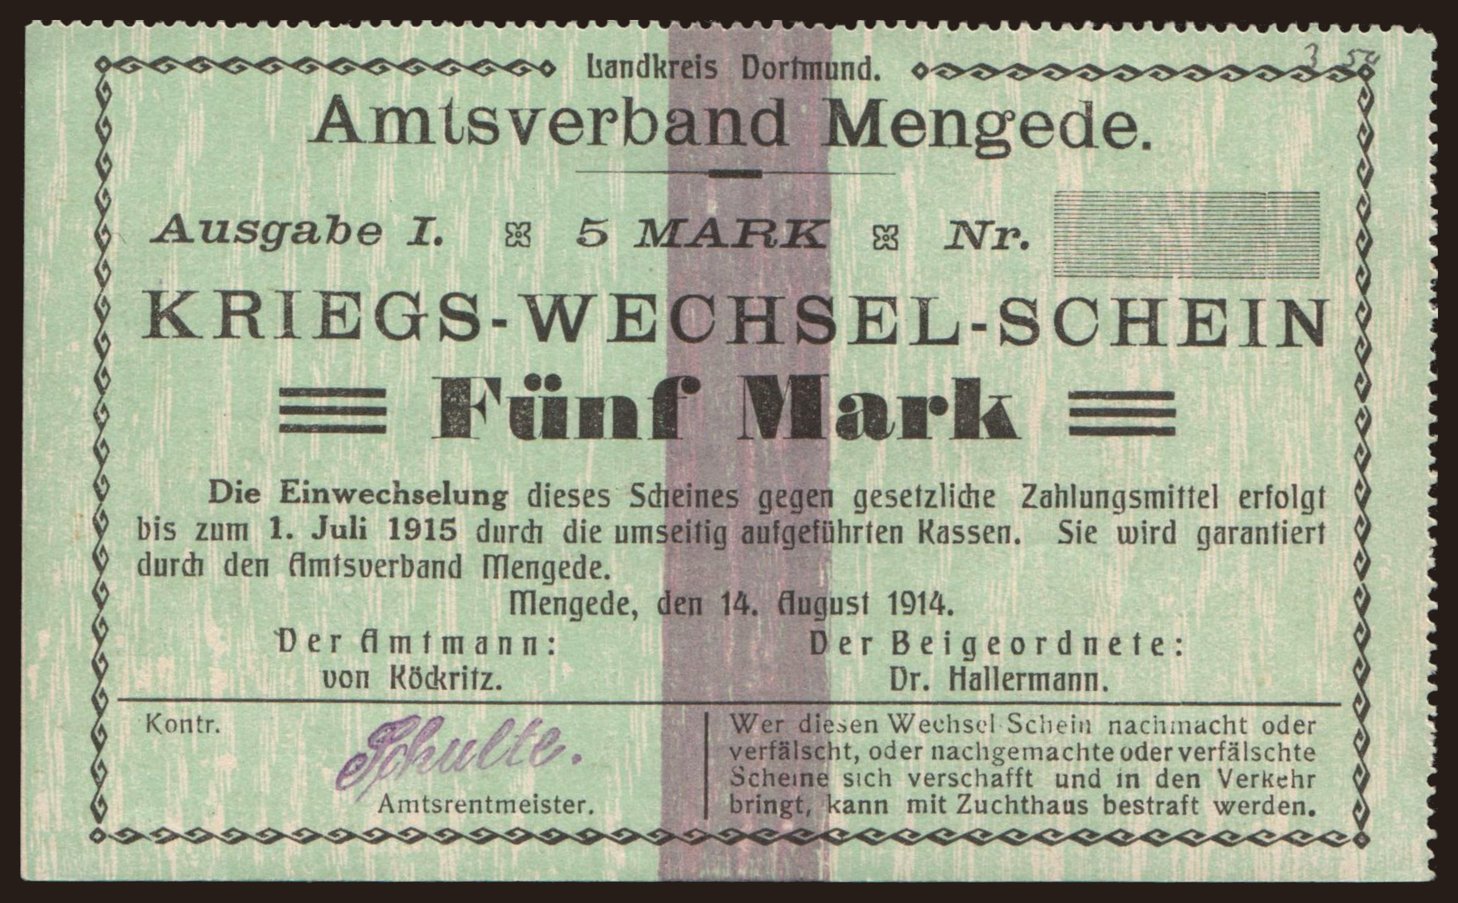 Landkreis Dortmund.
Amtsverband Mengede.
Ausgabe I. 5 MARK Nr.
KRIEGS-WECHSEL-SCHEIN
Fünf Mark
Die Einwechselung dieses Scheines gegen gesetzliche Zahlungsmittel erfolgt
bis zum 1. Juli 1915 durch die umseitig aufgeführten Kassen. Sie wird garantiert
durch den Amtsverband Mengede.
Mengede, den 14. August 1914.
Der Amtmann:
von Köckritz.
Der Beigeordnete:
Dr. Hallermann.
Kontr.
Schulte.
Amtsrentmeister.
Wer diesen Wechsel-Schein nachmacht oder
verfälscht, oder nachgemachte oder verfälschte
Scheine sich verschafft und in den Verkehr
bringt, kann mit Zuchthaus bestraft werden.